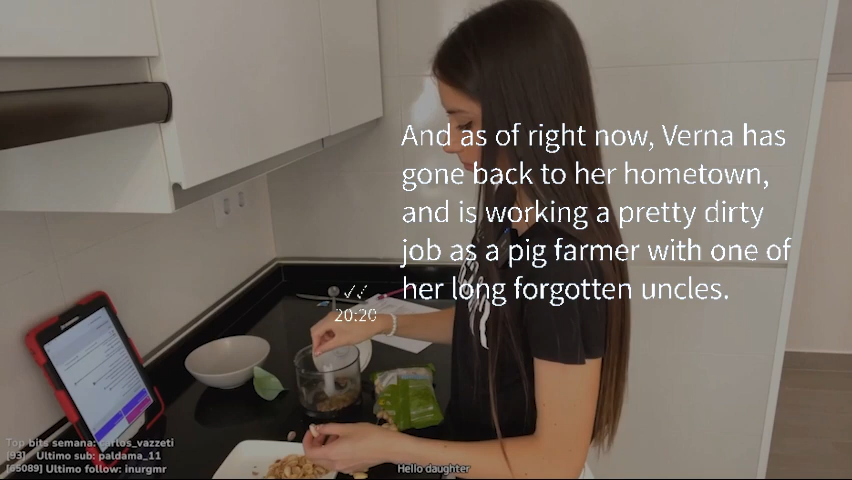 And as of right now, Verna has
gone back to her hometown,
and is working a pretty dirty
job as a pig farmer with one of
her long forgotten uncles.
20:20
Top bits semana: carlos_vazzeti
[93] Ultimo sub: paldama_11
[65089] Ultimo follow: inurgmr
Hello daughter